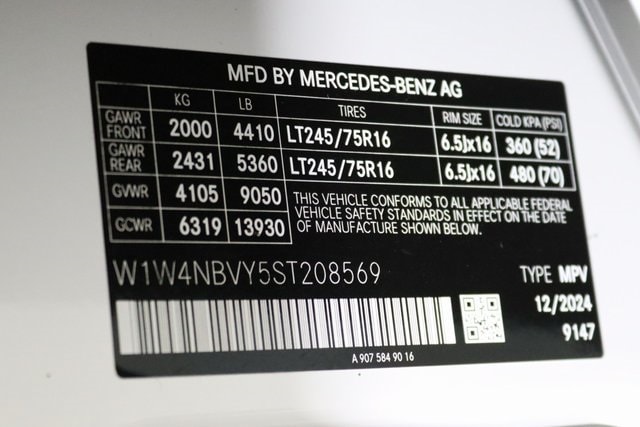 MFD BY MERCEDES-BENZ AG
KG LB TIRES RIM SIZE COLD KPA (PSI)
GAWR FRONT 2000 4410 LT245/75R16 6.5Jx16 360 (52)
GAWR REAR 2431 5360 LT245/75R16 6.5Jx16 480 (70)
GVWR 4105 9050
GCWR 6319 13930
THIS VEHICLE CONFORMS TO ALL APPLICABLE FEDERAL
VEHICLE SAFETY STANDARDS IN EFFECT ON THE DATE
OF MANUFACTURE SHOWN BELOW.
W1W4NBVY5ST208569 TYPE MPV
12/2024
9147
A 907 584 90 16